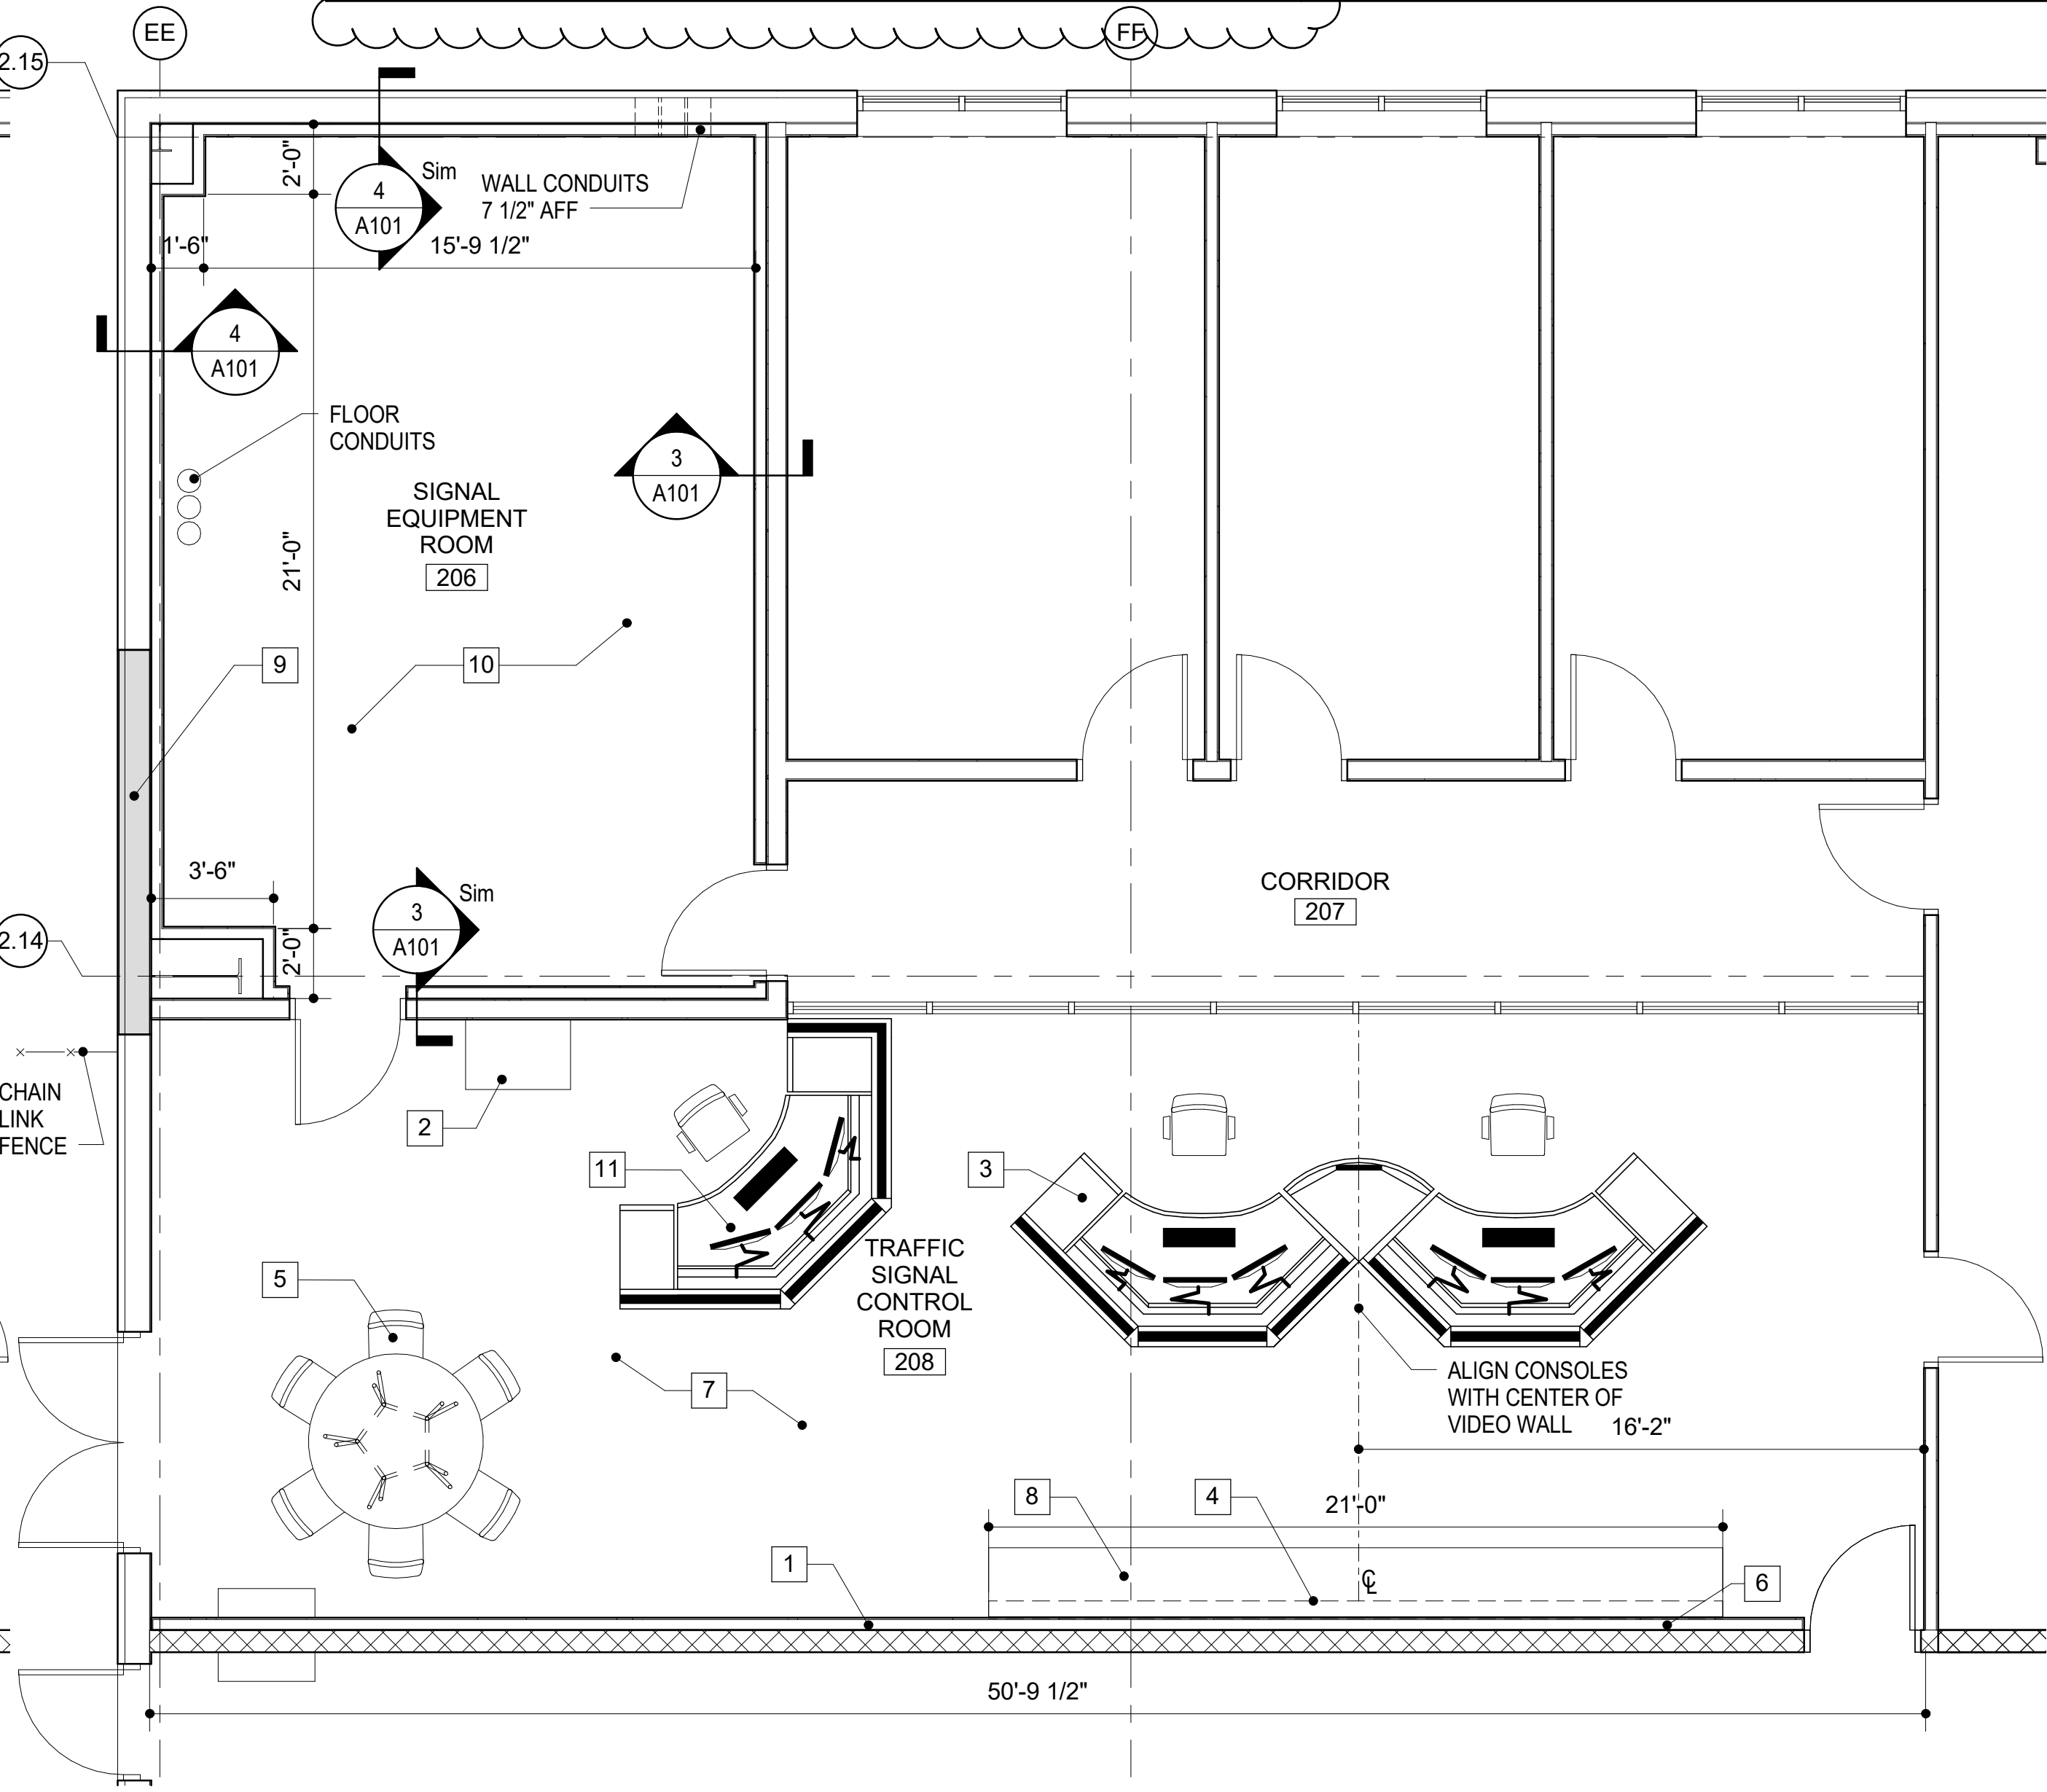 EE
FF
2.15
2'-0"
4
A101
Sim
WALL CONDUITS
7 1/2" AFF
1'-6"
15'-9 1/2"
4
A101
FLOOR
CONDUITS
3
A101
SIGNAL
EQUIPMENT
ROOM
206
21'-0"
9
10
3'-6"
3
A101
Sim
CORRIDOR
207
2.14
2'-0"
CHAIN
LINK
FENCE
2
11
3
5
TRAFFIC
SIGNAL
CONTROL
ROOM
208
7
ALIGN CONSOLES
WITH CENTER OF
VIDEO WALL
16'-2"
8
4
21'-0"
1
CL
6
50'-9 1/2"